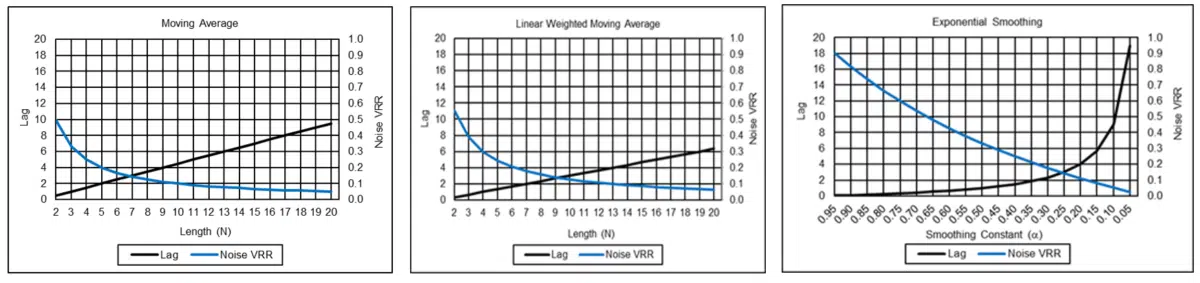 Moving Average
20 1.0
18 0.9
16 0.8
14 0.7
12 0.6
10 0.5
8 0.4
6 0.3
4 0.2
2 0.1
0 0.0
Lag
Noise VRR
2 3 4 5 6 7 8 9 10 11 12 13 14 15 16 17 18 19 20
Length (N)
Lag Noise VRR
Linear Weighted Moving Average
20 1.0
18 0.9
16 0.8
14 0.7
12 0.6
10 0.5
8 0.4
6 0.3
4 0.2
2 0.1
0 0.0
Lag
Noise VRR
2 3 4 5 6 7 8 9 10 11 12 13 14 15 16 17 18 19 20
Length (N)
Lag Noise VRR
Exponential Smoothing
20 1.0
18 0.9
16 0.8
14 0.7
12 0.6
10 0.5
8 0.4
6 0.3
4 0.2
2 0.1
0 0.0
Lag
Noise VRR
0.95 0.90 0.85 0.80 0.75 0.70 0.65 0.60 0.55 0.50 0.45 0.40 0.35 0.30 0.25 0.20 0.15 0.10 0.05
Smoothing Constant (α)
Lag Noise VRR